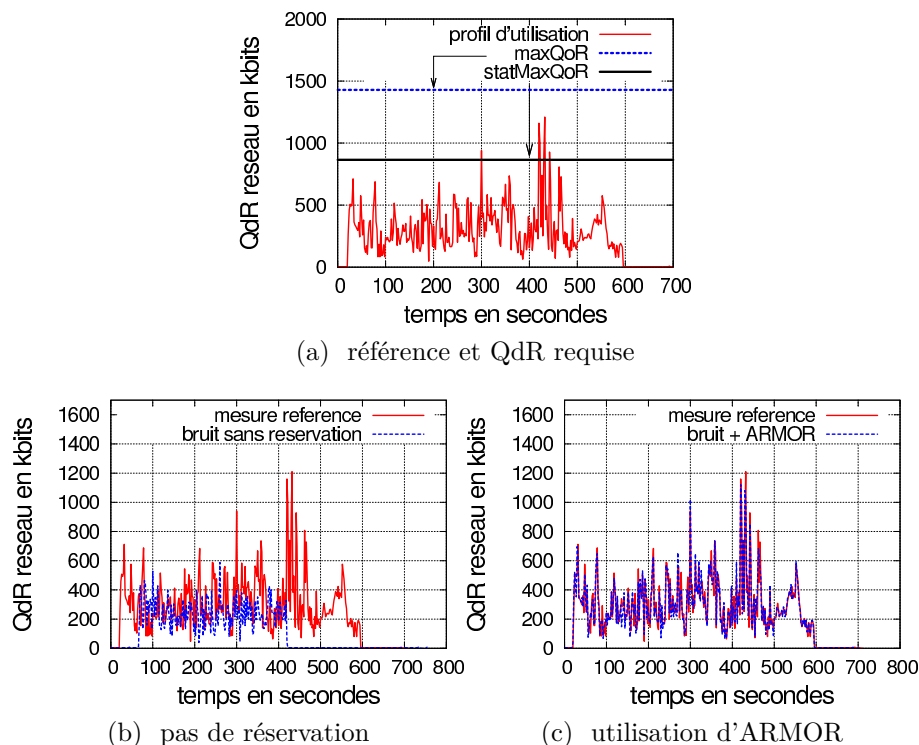 2000
1500
1000
500
0
QdR reseau en kbits
profil d'utilisation
maxQoR
statMaxQoR
0 100 200 300 400 500 600 700
temps en secondes
(a) référence et QdR requise
1600
1400
1200
1000
800
600
400
200
0
QdR reseau en kbits
mesure reference
bruit sans reservation
0 100 200 300 400 500 600 700 800
temps en secondes
(b) pas de réservation
1600
1400
1200
1000
800
600
400
200
0
QdR reseau en kbits
mesure reference
bruit + ARMOR
0 100 200 300 400 500 600 700 800
temps en secondes
(c) utilisation d'ARMOR